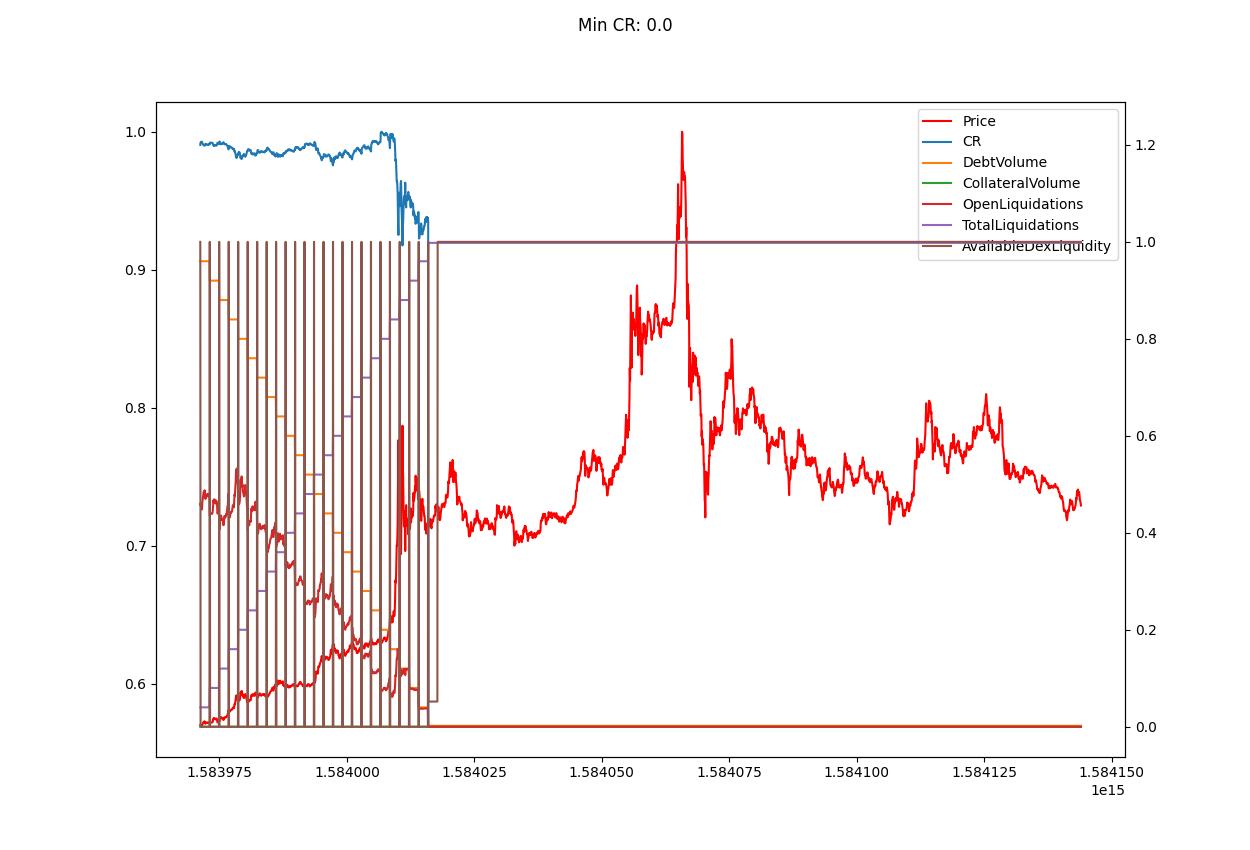 Min CR: 0.0
Price
CR
DebtVolume
CollateralVolume
OpenLiquidations
TotalLiquidations
AvailableDexLiquidity
1.0
0.9
0.8
0.7
0.6
1.2
1.0
0.8
0.6
0.4
0.2
0.0
1.583975 1.584000 1.584025 1.584050 1.584075 1.584100 1.584125 1.584150
1e15